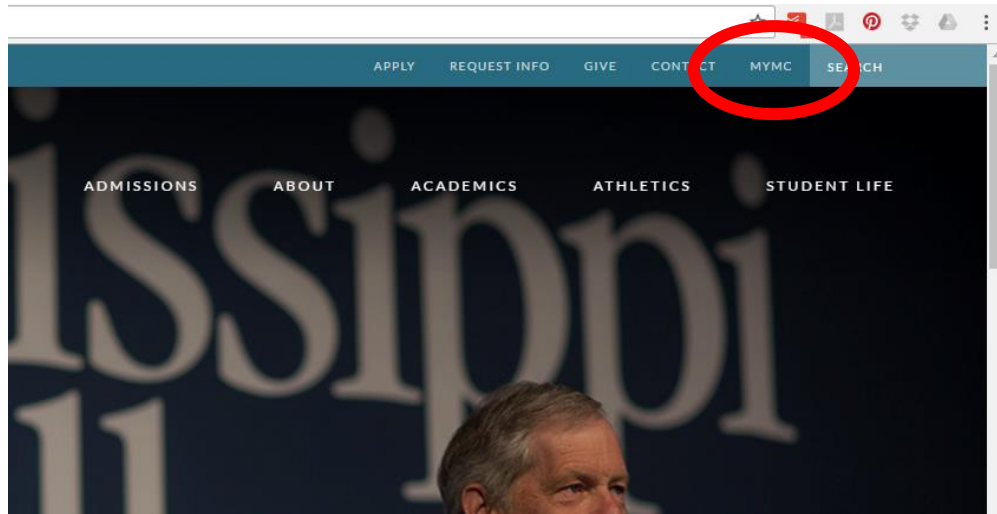 APPLY REQUEST INFO GIVE CONTACT MYMC SEARCH
ADMISSIONS ABOUT ACADEMICS ATHLETICS STUDENT LIFE
issippi